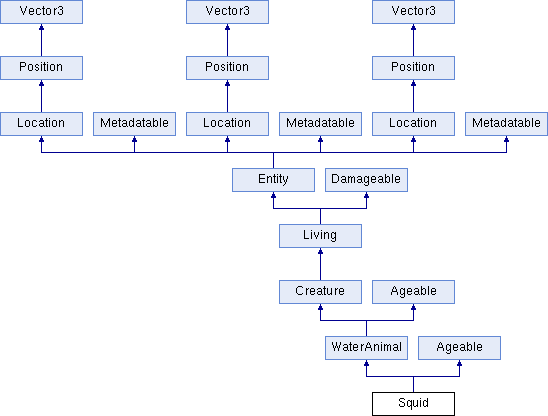 Vector3 Vector3 Vector3
Position Position Position
Location Metadatable Location Metadatable Location Metadatable
Entity Damageable
Living
Creature Ageable
WaterAnimal Ageable
Squid